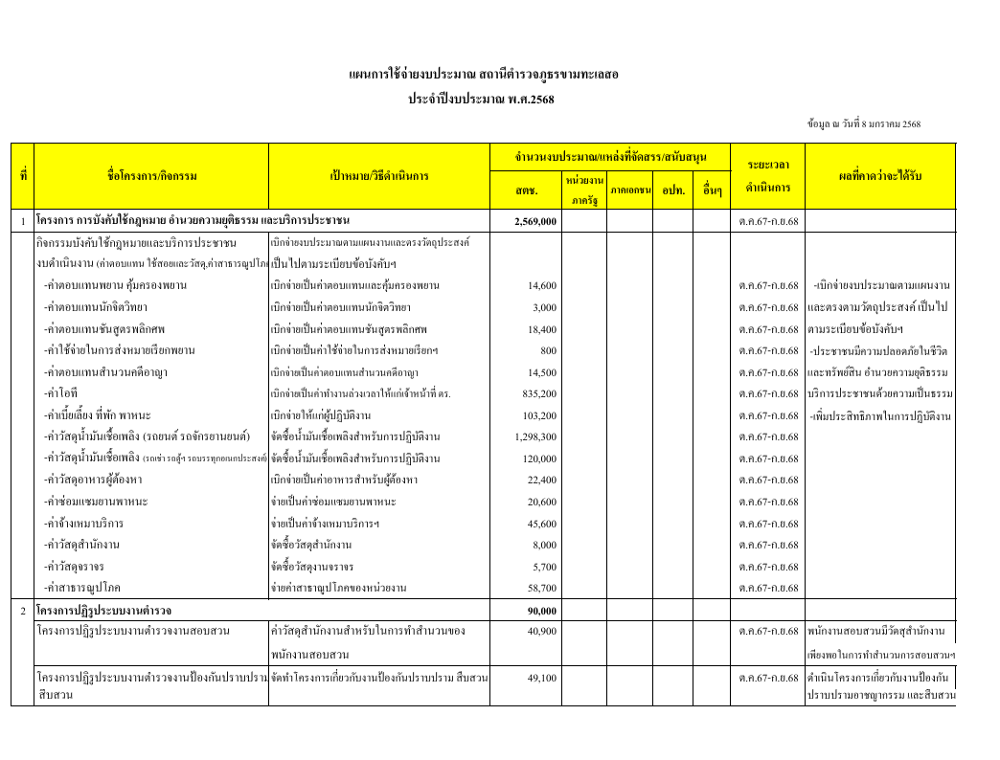 แผนการใช้จ่ายงบประมาณ สถานีตำรวจภูธรขามทะเลสอ
ประจำปีงบประมาณ พ.ศ.2568
ข้อมูล ณ วันที่ 8 มกราคม 2568
ที่ ชื่อโครงการ/กิจกรรม เป้าหมาย/วิธีดำเนินการ จำนวนงบประมาณ/แหล่งที่จัดสรร/สนับสนุน ระยะเวลา ดำเนินการ ผลที่คาดว่าจะได้รับ
สตช. หน่วยงาน ภาครัฐ ภาคเอกชน อปท. อื่นๆ
1 โครงการ การบังคับใช้กฎหมาย อำนวยความยุติธรรม และบริการประชาชน 2,569,000 ต.ค.67-ก.ย.68
กิจกรรมบังคับใช้กฎหมายและบริการประชาชน เบิกจ่ายงบประมาณตามแผนงานและตรงวัตถุประสงค์
งบดำเนินงาน (ค่าตอบแทน ใช้สอยและวัสดุ,ค่าสาธารณูปโภค เป็นไปตามระเบียบข้อบังคับฯ
-ค่าตอบแทนพยาน คุ้มครองพยาน เบิกจ่ายเป็นค่าตอบแทนและคุ้มครองพยาน 14,600 ต.ค.67-ก.ย.68 -เบิกจ่ายงบประมาณตามแผนงาน
-ค่าตอบแทนนักจิตวิทยา เบิกจ่ายเป็นค่าตอบแทนนักจิตวิทยา 3,000 ต.ค.67-ก.ย.68 และตรงตามวัตถุประสงค์ เป็นไป
-ค่าตอบแทนชันสูตรพลิกศพ เบิกจ่ายเป็นค่าตอบแทนชันสูตรพลิกศพ 18,400 ต.ค.67-ก.ย.68 ตามระเบียบข้อบังคับฯ
-ค่าใช้จ่ายในการส่งหมายเรียกพยาน เบิกจ่ายเป็นค่าใช้จ่ายในการส่งหมายเรียกฯ 800 ต.ค.67-ก.ย.68 -ประชาชนมีความปลอดภัยในชีวิต
-ค่าตอบแทนสำนวนคดีอาญา เบิกจ่ายเป็นค่าตอบแทนสำนวนคดีอาญา 14,500 ต.ค.67-ก.ย.68 และทรัพย์สิน อำนวยความยุติธรรม
-ค่าโอที เบิกจ่ายเป็นค่าทำงานล่วงเวลาให้แก่เจ้าหน้าที่ ตร. 835,200 ต.ค.67-ก.ย.68 บริการประชาชนด้วยความเป็นธรรม
-ค่าเบี้ยเลี้ยง ที่พัก พาหนะ เบิกจ่ายให้แก่ผู้ปฏิบัติงาน 103,200 ต.ค.67-ก.ย.68 -เพิ่มประสิทธิภาพในการปฏิบัติงาน
-ค่าวัสดุน้ำมันเชื้อเพลิง (รถยนต์ รถจักรยานยนต์) จัดซื้อน้ำมันเชื้อเพลิงสำหรับการปฏิบัติงาน 1,298,300 ต.ค.67-ก.ย.68
-ค่าวัสดุน้ำมันเชื้อเพลิง (รถเช่า รถตู้ฯ รถบรรทุกอเนกประสงค์) จัดซื้อน้ำมันเชื้อเพลิงสำหรับการปฏิบัติงาน 120,000 ต.ค.67-ก.ย.68
-ค่าวัสดุอาหารผู้ต้องหา เบิกจ่ายเป็นค่าอาหารสำหรับผู้ต้องหา 22,400 ต.ค.67-ก.ย.68
-ค่าซ่อมแซมยานพาหนะ จ่ายเป็นค่าซ่อมแซมยานพาหนะ 20,600 ต.ค.67-ก.ย.68
-ค่าจ้างเหมาบริการ จ่ายเป็นค่าจ้างเหมาบริการฯ 45,600 ต.ค.67-ก.ย.68
-ค่าวัสดุสำนักงาน จัดซื้อวัสดุสำนักงาน 8,000 ต.ค.67-ก.ย.68
-ค่าวัสดุจราจร จัดซื้อวัสดุงานจราจร 5,700 ต.ค.67-ก.ย.68
-ค่าสาธารณูปโภค จ่ายค่าสาธาณูปโภคของหน่วยงาน 58,700 ต.ค.67-ก.ย.68
2 โครงการปฏิรูประบบงานตำรวจ 90,000
โครงการปฏิรูประบบงานตำรวจงานสอบสวน ค่าวัสดุสำนักงานสำหรับในการทำสำนวนของ 40,900 ต.ค.67-ก.ย.68 พนักงานสอบสวนมีวัดสุสำนักงาน
พนักงานสอบสวน เพียงพอในการทำสำนวนการสอบสวนฯ
โครงการปฏิรูประบบงานตำรวจงานป้องกันปราบปราม จัดทำโครงการเกี่ยวกับงานป้องกันปราบปราม สืบสวน 49,100 ต.ค.67-ก.ย.68 ดำเนินโครงการเกี่ยวกับงานป้องกัน
สืบสวน ปราบปรามอาชญากรรม และสืบสวน